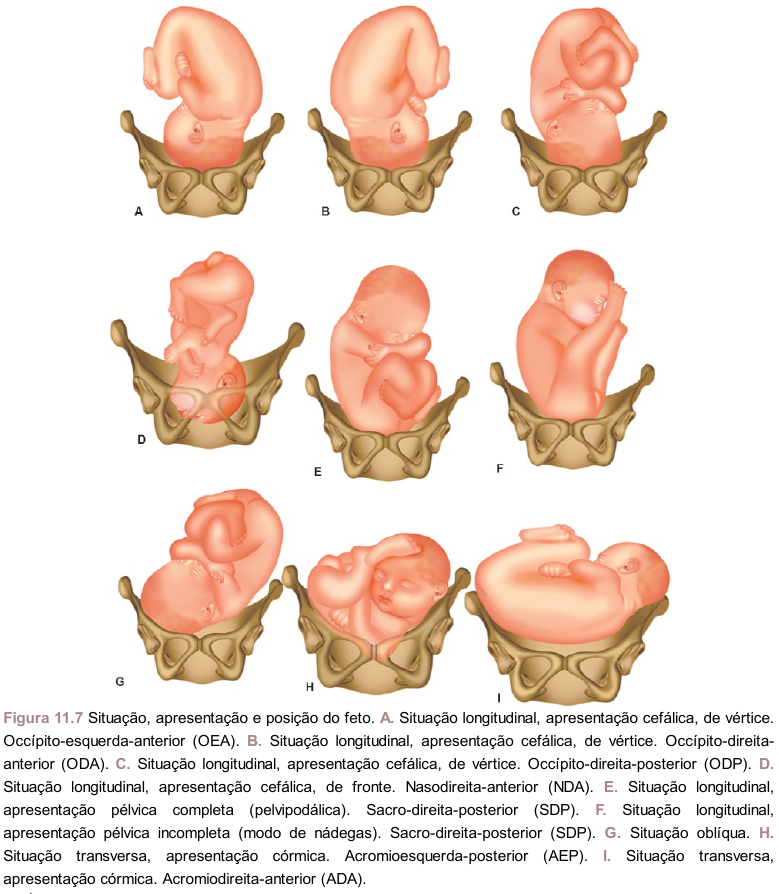 A
B
C
D
E
F
G
H
I
Figura 11.7 Situação, apresentação e posição do feto. A. Situação longitudinal, apresentação cefálica, de vértice.
Occípito-esquerda-anterior (OEA). B. Situação longitudinal, apresentação cefálica, de vértice. Occípito-direita-
anterior (ODA). C. Situação longitudinal, apresentação cefálica, de vértice. Occípito-direita-posterior (ODP). D.
Situação longitudinal, apresentação cefálica, de fronte. Nasodireita-anterior (NDA). E. Situação longitudinal,
apresentação pélvica completa (pelvipodálica). Sacro-direita-posterior (SDP). F. Situação longitudinal,
apresentação pélvica incompleta (modo de nádegas). Sacro-direita-posterior (SDP). G. Situação oblíqua. H.
Situação transversa, apresentação córmica. Acromioesquerda-posterior (AEP). I. Situação transversa,
apresentação córmica. Acromiodireita-anterior (ADA).